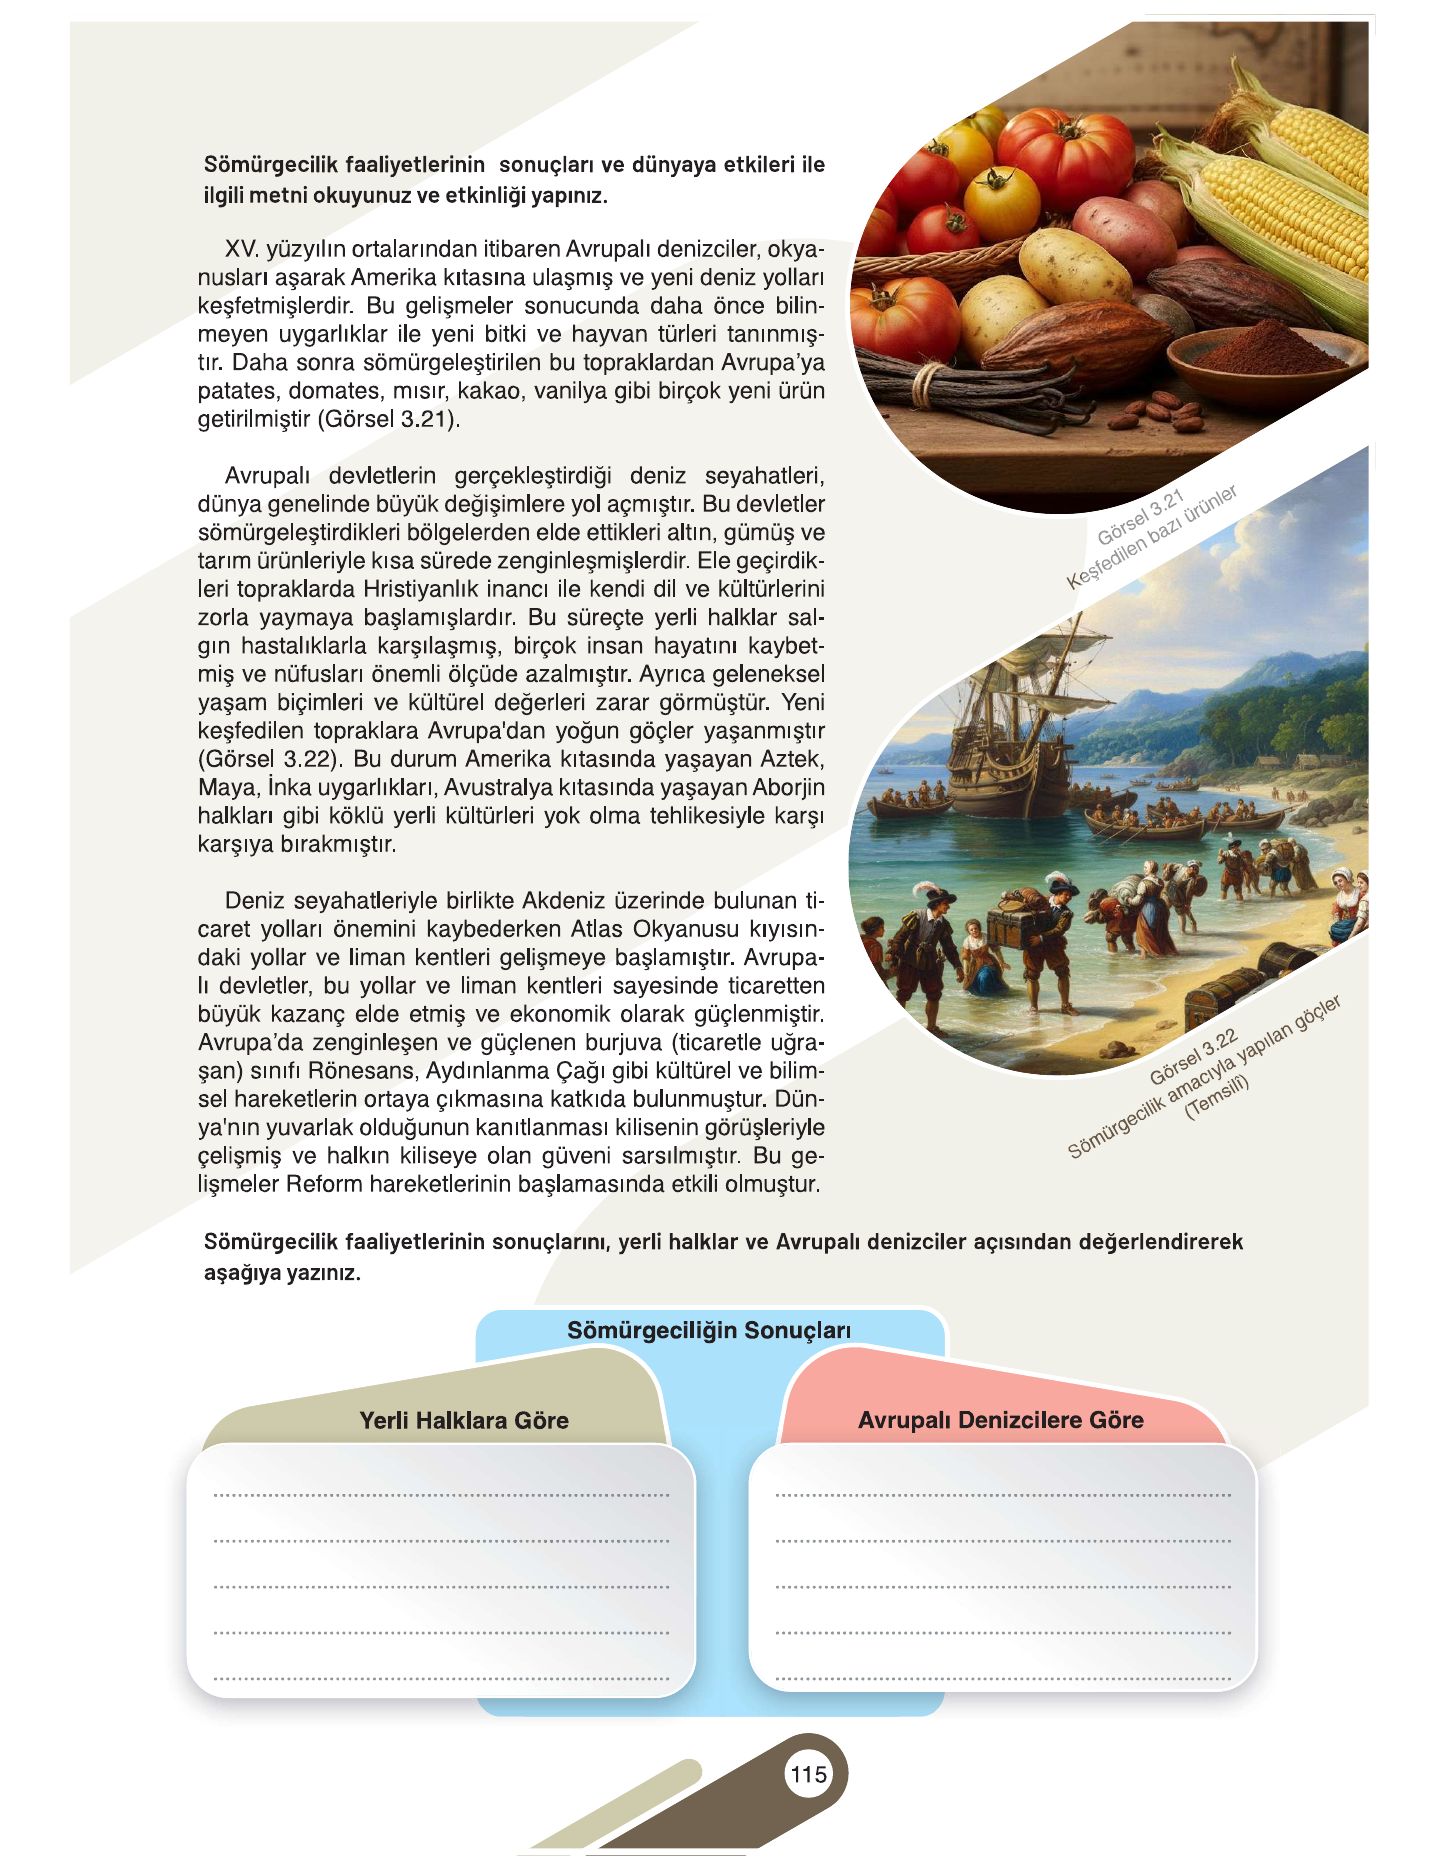 Sömürgecilik faaliyetlerinin sonuçları ve dünyaya etkileri ile
ilgili metni okuyunuz ve etkinliği yapınız.
XV. yüzyılın ortalarından itibaren Avrupalı denizciler, okya-
nusları aşarak Amerika kıtasına ulaşmış ve yeni deniz yolları
keşfetmişlerdir. Bu gelişmeler sonucunda daha önce bilin-
meyen uygarlıklar ile yeni bitki ve hayvan türleri tanınmış-
tır. Daha sonra sömürgeleştirilen bu topraklardan Avrupa’ya
patates, domates, mısır, kakao, vanilya gibi birçok yeni ürün
getirilmiştir (Görsel 3.21).
Avrupalı devletlerin gerçekleştirdiği deniz seyahatleri,
dünya genelinde büyük değişimlere yol açmıştır. Bu devletler
sömürgeleştirdikleri bölgelerden elde ettikleri altın, gümüş ve
tarım ürünleriyle kısa sürede zenginleşmişlerdir. Ele geçirdik-
leri topraklarda Hristiyanlık inancı ile kendi dil ve kültürlerini
zorla yaymaya başlamışlardır. Bu süreçte yerli halklar sal-
gın hastalıklarla karşılaşmış, birçok insan hayatını kaybet-
miş ve nüfusları önemli ölçüde azalmıştır. Ayrıca geleneksel
yaşam biçimleri ve kültürel değerleri zarar görmüştür. Yeni
keşfedilen topraklara Avrupa'dan yoğun göçler yaşanmıştır
(Görsel 3.22). Bu durum Amerika kıtasında yaşayan Aztek,
Maya, İnka uygarlıkları, Avustralya kıtasında yaşayan Aborjin
halkları gibi köklü yerli kültürleri yok olma tehlikesiyle karşı
karşıya bırakmıştır.
Deniz seyahatleriyle birlikte Akdeniz üzerinde bulunan ti-
caret yolları önemini kaybederken Atlas Okyanusu kıyısın-
daki yollar ve liman kentleri gelişmeye başlamıştır. Avrupa-
lı devletler, bu yollar ve liman kentleri sayesinde ticaretten
büyük kazanç elde etmiş ve ekonomik olarak güçlenmiştir.
Avrupa’da zenginleşen ve güçlenen burjuva (ticaretle uğra-
şan) sınıfı Rönesans, Aydınlanma Çağı gibi kültürel ve bilim-
sel hareketlerin ortaya çıkmasına katkıda bulunmuştur. Dün-
ya'nın yuvarlak olduğunun kanıtlanması kilisenin görüşleriyle
çelişmiş ve halkın kiliseye olan güveni sarsılmıştır. Bu ge-
lişmeler Reform hareketlerinin başlamasında etkili olmuştur.
Görsel 3.21
Keşfedilen bazı ürünler
Görsel 3.22
Sömürgecilik amacıyla yapılan göçler
(Temsilî)
Sömürgecilik faaliyetlerinin sonuçlarını, yerli halklar ve Avrupalı denizciler açısından değerlendirerek
aşağıya yazınız.
Sömürgeciliğin Sonuçları
Yerli Halklara Göre
Avrupalı Denizcilere Göre
115